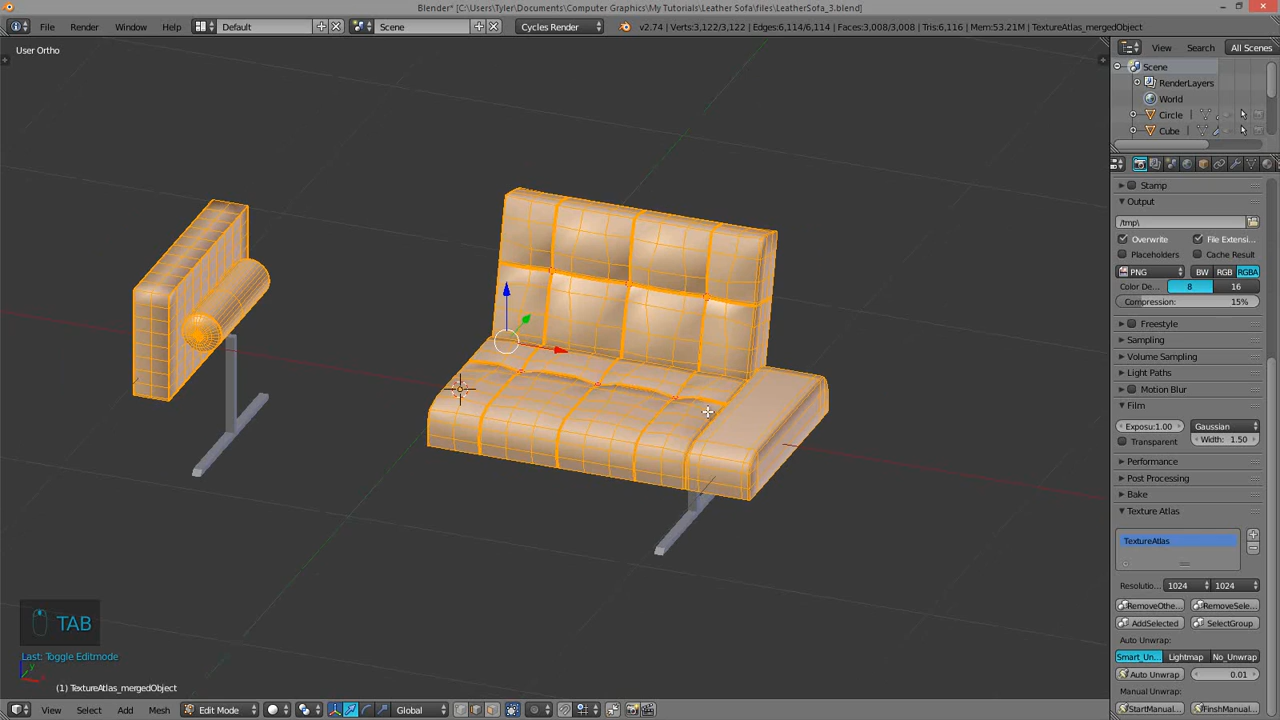 Blender* [C:\Users\Tyler\Documents\Computer Graphics\My Tutorials\Leather Sofa\files\LeatherSofa_3.blend]
File Render Window Help Default Scene Cycles Render v2.74 | Verts:3,122/3,122 | Edges:6,114/6,114 | Faces:3,008/3,008 | Tris:6,116 | Mem:53.21M | TextureAtlas_mergedObject
User Ortho
View Search All Scenes
Scene
RenderLayers
World
Circle
Cube
Stamp
Output
/tmp\
Overwrite File Extensi...
Placeholders Cache Result
PNG BW RGB RGBA
Color De... 8 16
Compression: 15%
Freestyle
Sampling
Volume Sampling
Light Paths
Motion Blur
Film
Exposu:1.00 Gaussian
Transparent Width: 1.50
Performance
Post Processing
Bake
Texture Atlas
TextureAtlas
Resolutio... 1024 1024
RemoveOthe... RemoveSele...
AddSelected SelectGroup
Auto Unwrap:
Smart_Un... Lightmap No_Unwrap
Auto Unwrap 0.01
Manual Unwrap:
StartManual... FinshManual...
TAB
Last: Toggle Editmode
(1) TextureAtlas_mergedObject
View Select Add Mesh Edit Mode Global